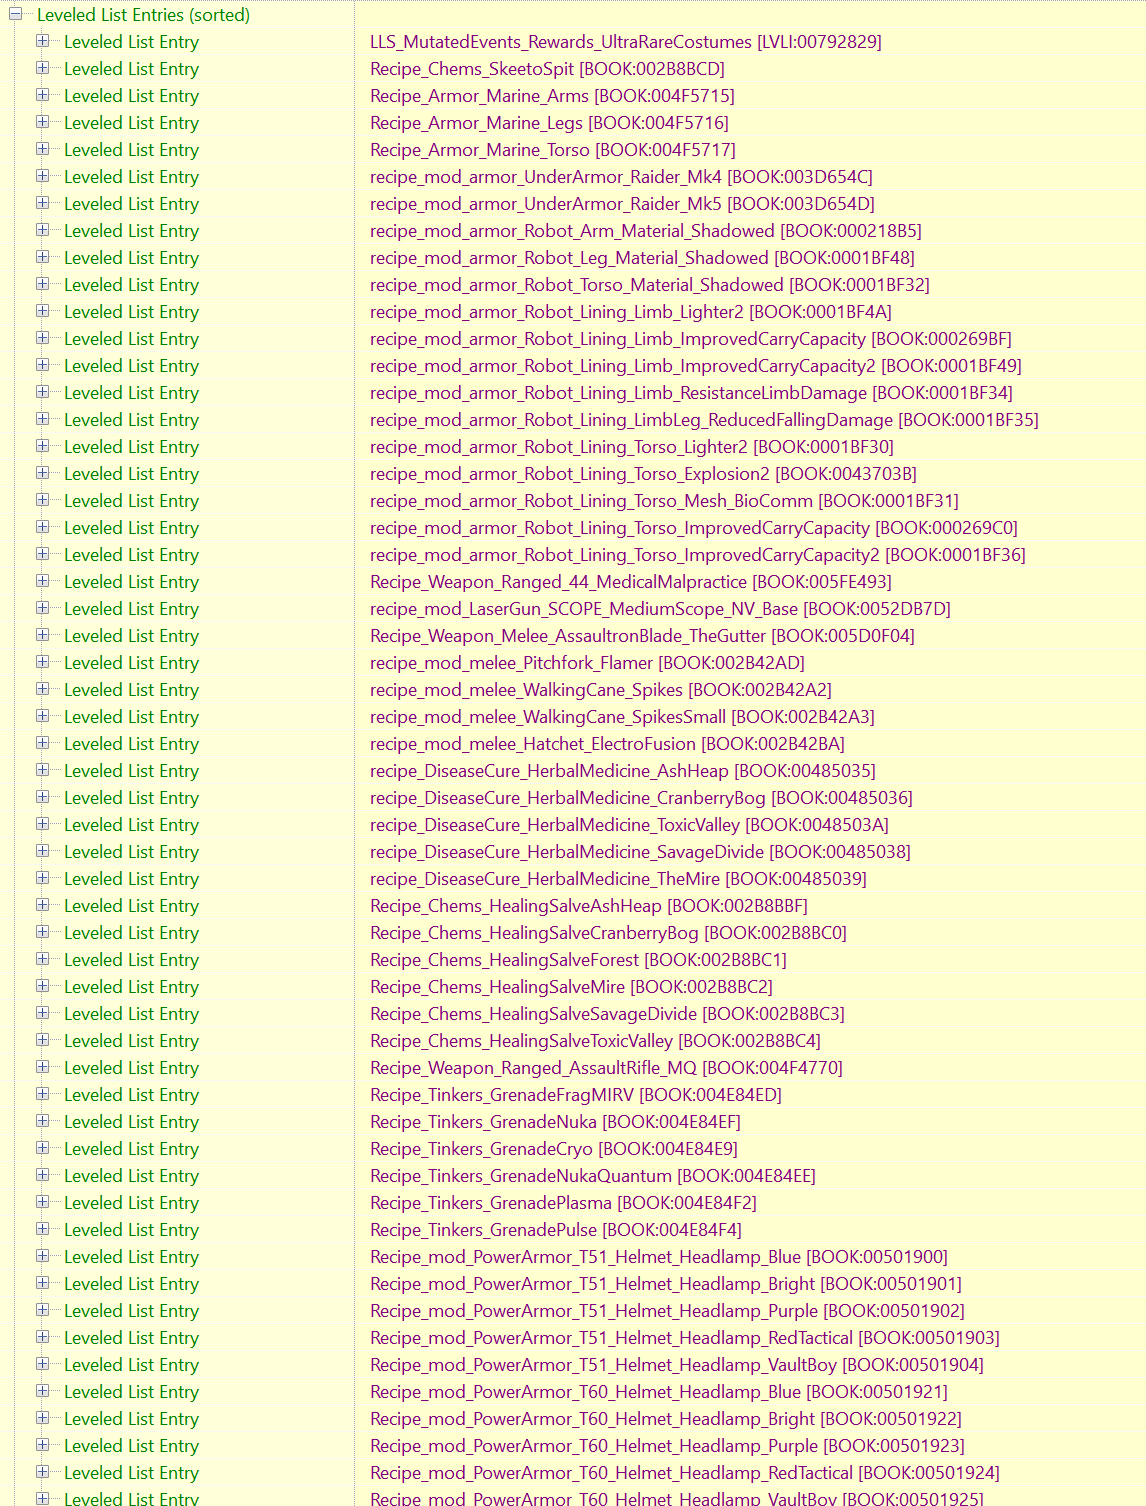 Leveled List Entries (sorted)
Leveled List Entry LLS_MutatedEvents_Rewards_UltraRareCostumes [LVLI:00792829]
Leveled List Entry Recipe_Chems_SkeetoSpit [BOOK:002B8BCD]
Leveled List Entry Recipe_Armor_Marine_Arms [BOOK:004F5715]
Leveled List Entry Recipe_Armor_Marine_Legs [BOOK:004F5716]
Leveled List Entry Recipe_Armor_Marine_Torso [BOOK:004F5717]
Leveled List Entry recipe_mod_armor_UnderArmor_Raider_Mk4 [BOOK:003D654C]
Leveled List Entry recipe_mod_armor_UnderArmor_Raider_Mk5 [BOOK:003D654D]
Leveled List Entry recipe_mod_armor_Robot_Arm_Material_Shadowed [BOOK:000218B5]
Leveled List Entry recipe_mod_armor_Robot_Leg_Material_Shadowed [BOOK:0001BF48]
Leveled List Entry recipe_mod_armor_Robot_Torso_Material_Shadowed [BOOK:0001BF32]
Leveled List Entry recipe_mod_armor_Robot_Lining_Limb_Lighter2 [BOOK:0001BF4A]
Leveled List Entry recipe_mod_armor_Robot_Lining_Limb_ImprovedCarryCapacity [BOOK:000269BF]
Leveled List Entry recipe_mod_armor_Robot_Lining_Limb_ImprovedCarryCapacity2 [BOOK:0001BF49]
Leveled List Entry recipe_mod_armor_Robot_Lining_Limb_ResistanceLimbDamage [BOOK:0001BF34]
Leveled List Entry recipe_mod_armor_Robot_Lining_LimbLeg_ReducedFallingDamage [BOOK:0001BF35]
Leveled List Entry recipe_mod_armor_Robot_Lining_Torso_Lighter2 [BOOK:0001BF30]
Leveled List Entry recipe_mod_armor_Robot_Lining_Torso_Explosion2 [BOOK:0043703B]
Leveled List Entry recipe_mod_armor_Robot_Lining_Torso_Mesh_BioComm [BOOK:0001BF31]
Leveled List Entry recipe_mod_armor_Robot_Lining_Torso_ImprovedCarryCapacity [BOOK:000269C0]
Leveled List Entry recipe_mod_armor_Robot_Lining_Torso_ImprovedCarryCapacity2 [BOOK:0001BF36]
Leveled List Entry Recipe_Weapon_Ranged_44_MedicalMalpractice [BOOK:005FE493]
Leveled List Entry recipe_mod_LaserGun_SCOPE_MediumScope_NV_Base [BOOK:0052DB7D]
Leveled List Entry Recipe_Weapon_Melee_AssaultronBlade_TheGutter [BOOK:005D0F04]
Leveled List Entry recipe_mod_melee_Pitchfork_Flamer [BOOK:002B42AD]
Leveled List Entry recipe_mod_melee_WalkingCane_Spikes [BOOK:002B42A2]
Leveled List Entry recipe_mod_melee_WalkingCane_SpikesSmall [BOOK:002B42A3]
Leveled List Entry recipe_mod_melee_Hatchet_ElectroFusion [BOOK:002B42BA]
Leveled List Entry recipe_DiseaseCure_HerbalMedicine_AshHeap [BOOK:00485035]
Leveled List Entry recipe_DiseaseCure_HerbalMedicine_CranberryBog [BOOK:00485036]
Leveled List Entry recipe_DiseaseCure_HerbalMedicine_ToxicValley [BOOK:0048503A]
Leveled List Entry recipe_DiseaseCure_HerbalMedicine_SavageDivide [BOOK:00485038]
Leveled List Entry recipe_DiseaseCure_HerbalMedicine_TheMire [BOOK:00485039]
Leveled List Entry Recipe_Chems_HealingSalveAshHeap [BOOK:002B8BBF]
Leveled List Entry Recipe_Chems_HealingSalveCranberryBog [BOOK:002B8BC0]
Leveled List Entry Recipe_Chems_HealingSalveForest [BOOK:002B8BC1]
Leveled List Entry Recipe_Chems_HealingSalveMire [BOOK:002B8BC2]
Leveled List Entry Recipe_Chems_HealingSalveSavageDivide [BOOK:002B8BC3]
Leveled List Entry Recipe_Chems_HealingSalveToxicValley [BOOK:002B8BC4]
Leveled List Entry Recipe_Weapon_Ranged_AssaultRifle_MQ [BOOK:004F4770]
Leveled List Entry Recipe_Tinkers_GrenadeFragMIRV [BOOK:004E84ED]
Leveled List Entry Recipe_Tinkers_GrenadeNuka [BOOK:004E84EF]
Leveled List Entry Recipe_Tinkers_GrenadeCryo [BOOK:004E84E9]
Leveled List Entry Recipe_Tinkers_GrenadeNukaQuantum [BOOK:004E84EE]
Leveled List Entry Recipe_Tinkers_GrenadePlasma [BOOK:004E84F2]
Leveled List Entry Recipe_Tinkers_GrenadePulse [BOOK:004E84F4]
Leveled List Entry Recipe_mod_PowerArmor_T51_Helmet_Headlamp_Blue [BOOK:00501900]
Leveled List Entry Recipe_mod_PowerArmor_T51_Helmet_Headlamp_Bright [BOOK:00501901]
Leveled List Entry Recipe_mod_PowerArmor_T51_Helmet_Headlamp_Purple [BOOK:00501902]
Leveled List Entry Recipe_mod_PowerArmor_T51_Helmet_Headlamp_RedTactical [BOOK:00501903]
Leveled List Entry Recipe_mod_PowerArmor_T51_Helmet_Headlamp_VaultBoy [BOOK:00501904]
Leveled List Entry Recipe_mod_PowerArmor_T60_Helmet_Headlamp_Blue [BOOK:00501921]
Leveled List Entry Recipe_mod_PowerArmor_T60_Helmet_Headlamp_Bright [BOOK:00501922]
Leveled List Entry Recipe_mod_PowerArmor_T60_Helmet_Headlamp_Purple [BOOK:00501923]
Leveled List Entry Recipe_mod_PowerArmor_T60_Helmet_Headlamp_RedTactical [BOOK:00501924]
Leveled List Entry Recipe_mod_PowerArmor_T60_Helmet_Headlamp_VaultBoy [BOOK:00501925]